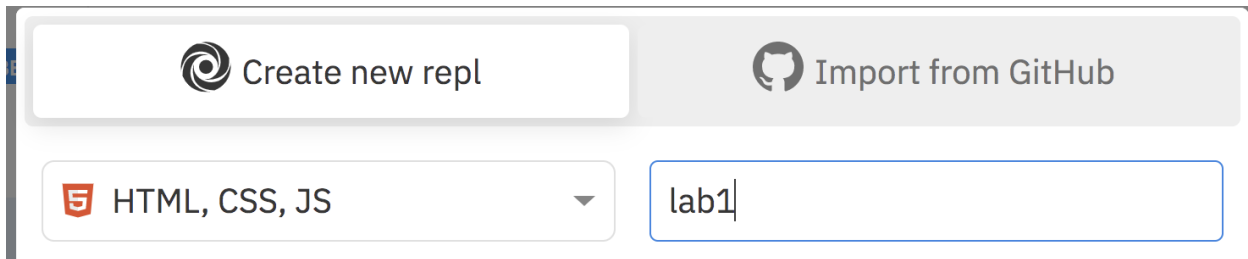 Create new repl
Import from GitHub
HTML, CSS, JS
lab1